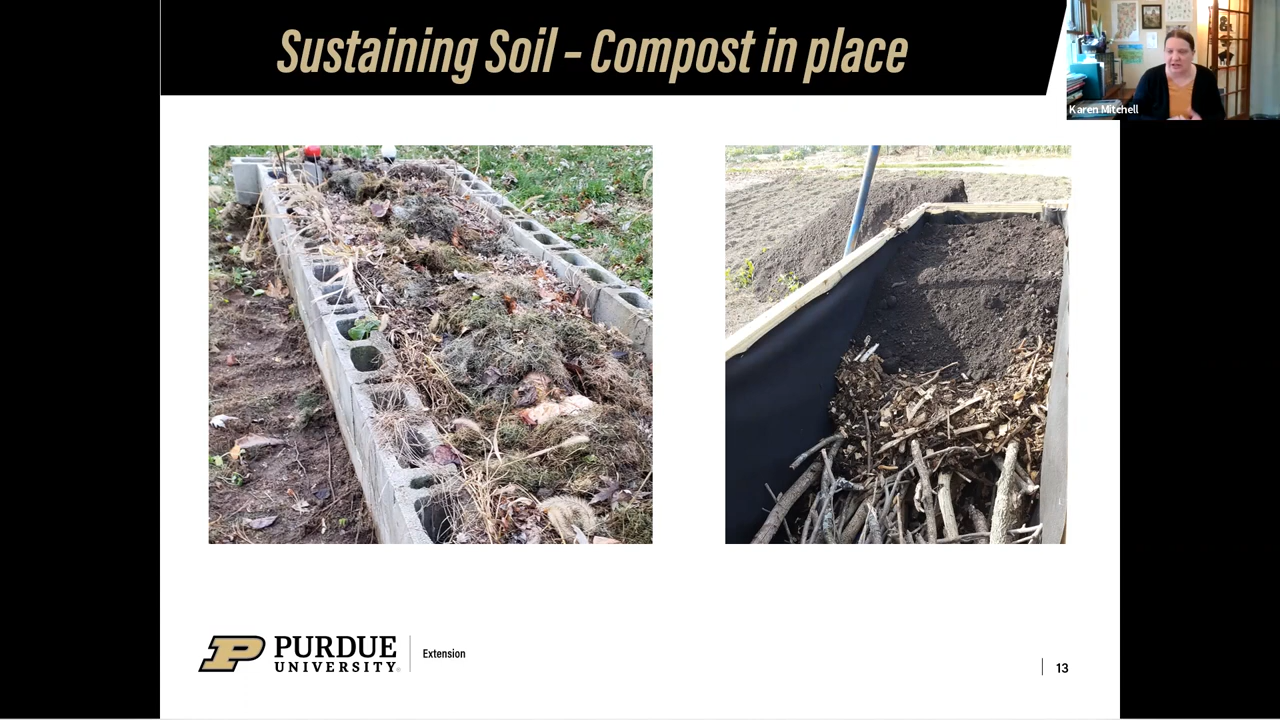 Sustaining Soil – Compost in place
Karen Mitchell
P PURDUE UNIVERSITY®
Extension
13